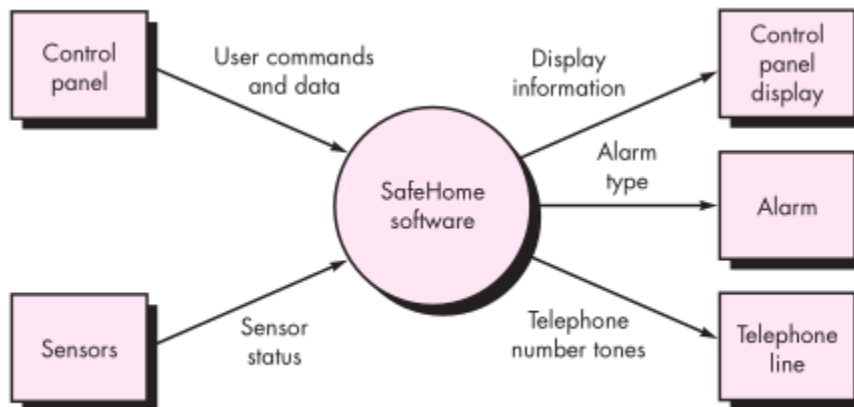 Control
panel
User commands
and data
Display
information
Control
panel
display
SafeHome
software
Alarm
type
Alarm
Sensors
Sensor
status
Telephone
number tones
Telephone
line